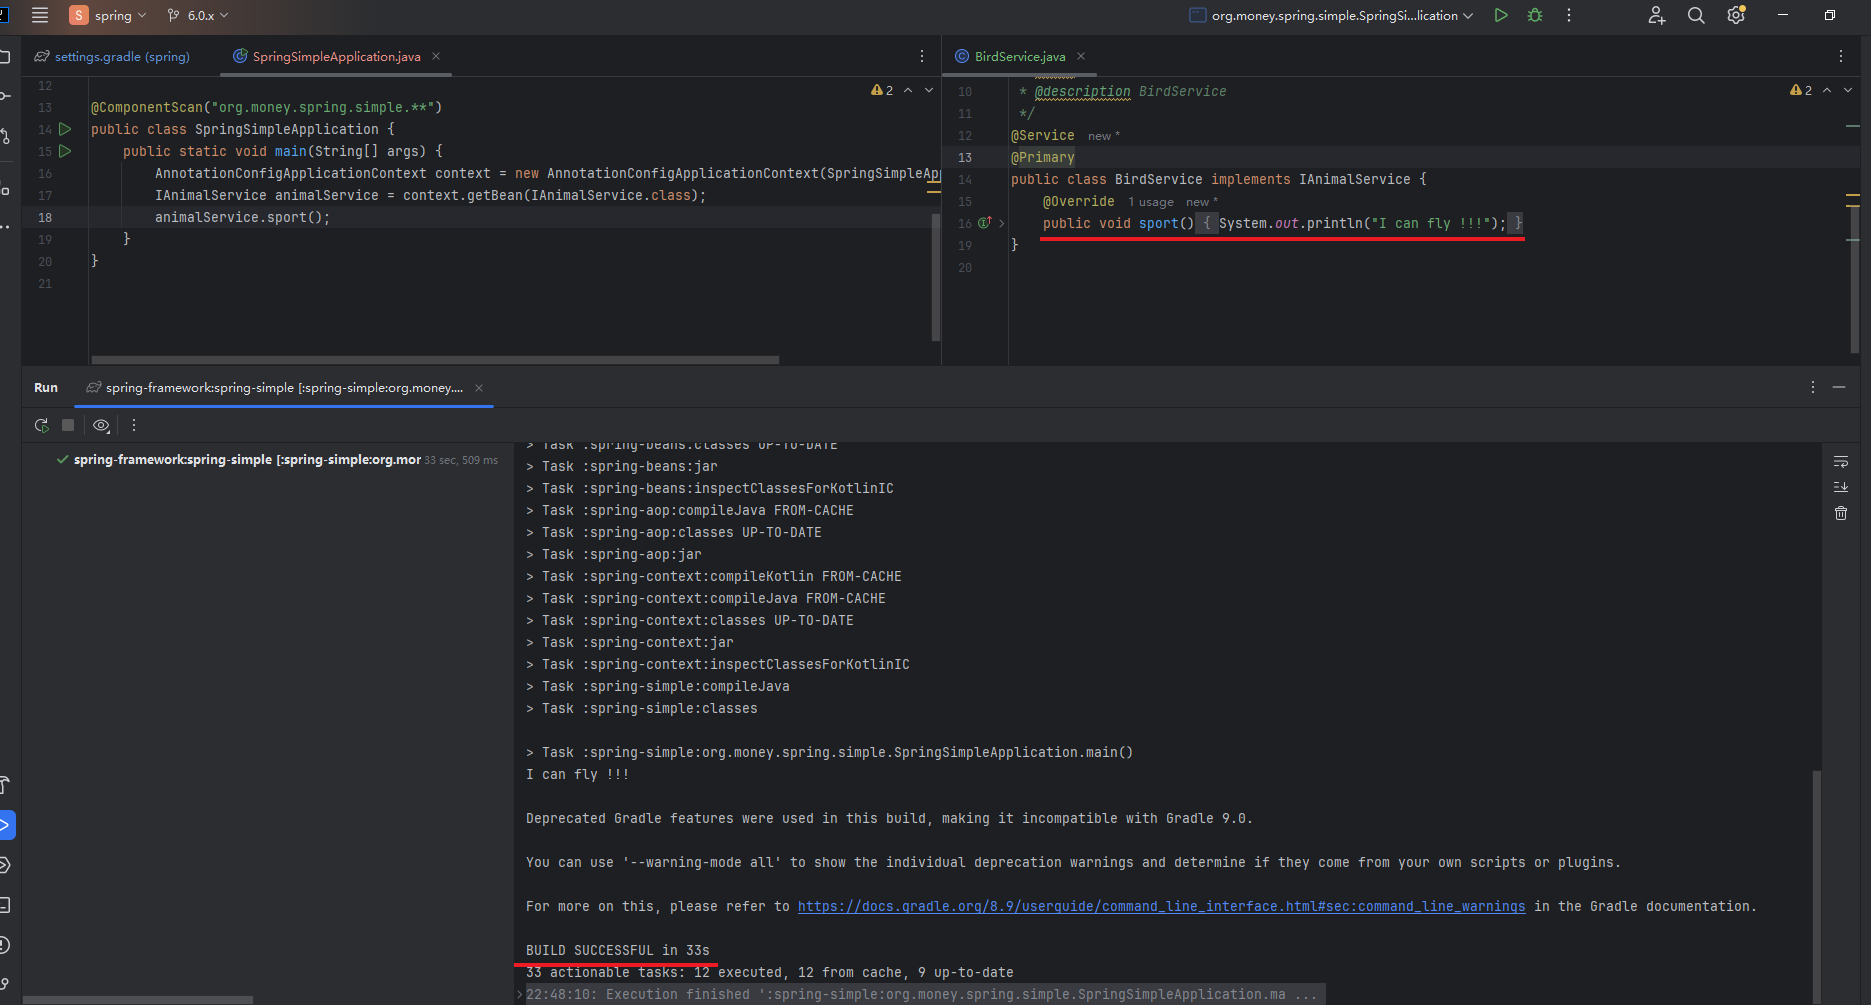 S spring 6.0.x org.money.spring.simple.SpringSi...lication
settings.gradle (spring) SpringSimpleApplication.java
12
13 @ComponentScan("org.money.spring.simple.**")
14 public class SpringSimpleApplication {
15 public static void main(String[] args) {
16 AnnotationConfigApplicationContext context = new AnnotationConfigApplicationContext(SpringSimpleAp
17 IAnimalService animalService = context.getBean(IAnimalService.class);
18 animalService.sport();
19 }
20 }
21
2
BirdService.java
10 * @description BirdService
11 */
12 @Service new *
13 @Primary
14 public class BirdService implements IAnimalService {
15 @Override 1 usage new *
16 public void sport() { System.out.println("I can fly !!!"); }
19 }
20
2
Run spring-framework:spring-simple [:spring-simple:org.money....
spring-framework:spring-simple [:spring-simple:org.mor 33 sec, 509 ms
> Task :spring-beans:classes UP-TO-DATE
> Task :spring-beans:jar
> Task :spring-beans:inspectClassesForKotlinIC
> Task :spring-aop:compileJava FROM-CACHE
> Task :spring-aop:classes UP-TO-DATE
> Task :spring-aop:jar
> Task :spring-context:compileKotlin FROM-CACHE
> Task :spring-context:compileJava FROM-CACHE
> Task :spring-context:classes UP-TO-DATE
> Task :spring-context:jar
> Task :spring-context:inspectClassesForKotlinIC
> Task :spring-simple:compileJava
> Task :spring-simple:classes
> Task :spring-simple:org.money.spring.simple.SpringSimpleApplication.main()
I can fly !!!
Deprecated Gradle features were used in this build, making it incompatible with Gradle 9.0.
You can use '--warning-mode all' to show the individual deprecation warnings and determine if they come from your own scripts or plugins.
For more on this, please refer to https://docs.gradle.org/8.9/userguide/command_line_interface.html#sec:command_line_warnings in the Gradle documentation.
BUILD SUCCESSFUL in 33s
33 actionable tasks: 12 executed, 12 from cache, 9 up-to-date
22:48:10: Execution finished ':spring-simple:org.money.spring.simple.SpringSimpleApplication.ma ...